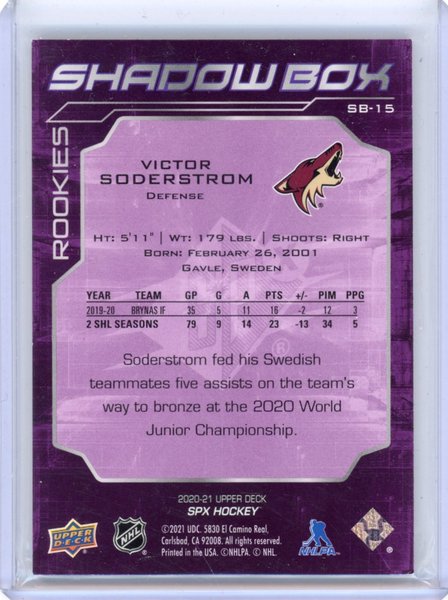 SHADOW BOX
SB-15
ROOKIES
VICTOR
SODERSTROM
DEFENSE
HT: 5'11" | WT: 179 LBS. | SHOOTS: RIGHT
BORN: FEBRUARY 26, 2001
GAVLE, SWEDEN
YEAR TEAM GP G A PTS +/- PIM PPG
2019-20 BRYNAS IF 35 5 11 16 -2 12 3
2 SHL SEASONS 79 9 14 23 -13 34 5
Soderstrom fed his Swedish
teammates five assists on the team's
way to bronze at the 2020 World
Junior Championship.
2020-21 UPPER DECK
SPX HOCKEY™
©2021 UDC. 5830 El Camino Real,
Carlsbad, CA 92008. All rights reserved.
Printed in the USA. ©NHLPA. © NHL.
UPPER DECK
NHL
NHLPA